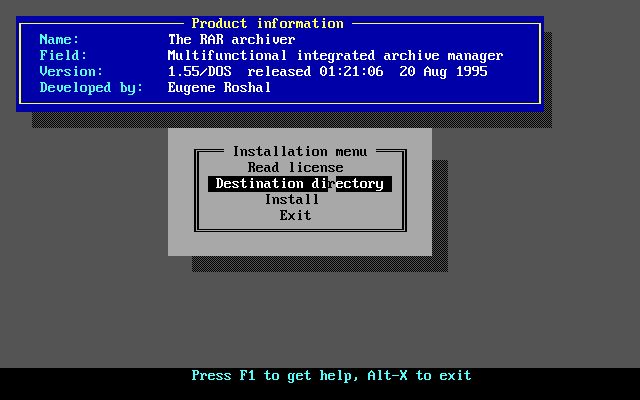 Product information
Name: The RAR archiver
Field: Multifunctional integrated archive manager
Version: 1.55/DOS released 01:21:06 20 Aug 1995
Developed by: Eugene Roshal
Installation menu
Read license
Destination directory
Install
Exit
Press F1 to get help, Alt-X to exit